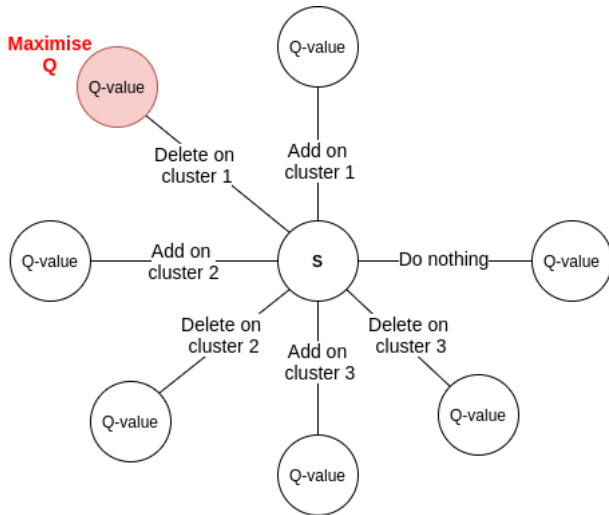 Maximise
Q
Q-value
Q-value
Delete on
cluster 1
Add on
cluster 1
Q-value
Add on
cluster 2
S
Do nothing
Q-value
Delete on
cluster 2
Add on
cluster 3
Delete on
cluster 3
Q-value
Q-value
Q-value